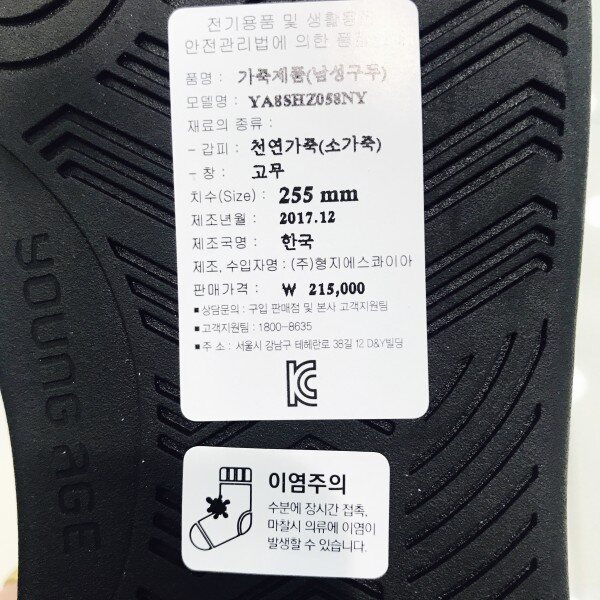 전기용품 및 생활용
안전관리법에 의한 품
품명 : 가죽제품(남성구두)
모델명 : YA8SHZ058NY
재료의 종류 :
- 갑피 : 천연가죽(소가죽)
- 창 : 고무
치수(Size) : 255 mm
제조년월 : 2017.12
제조국명 : 한국
제조, 수입자명 : (주)형지에스콰이아
판매가격 : ₩ 215,000
■ 상담문의 : 구입 판매점 및 본사 고객지원팀
■ 고객지원팀 : 1800-8635
■ 주 소 : 서울시 강남구 테헤란로 38길 12 D&Y빌딩
KC
이염주의
수분에 장시간 접촉,
마찰시 의류에 이염이
발생할 수 있습니다.
YOUNG AGE